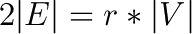 2|E| = r * |V|